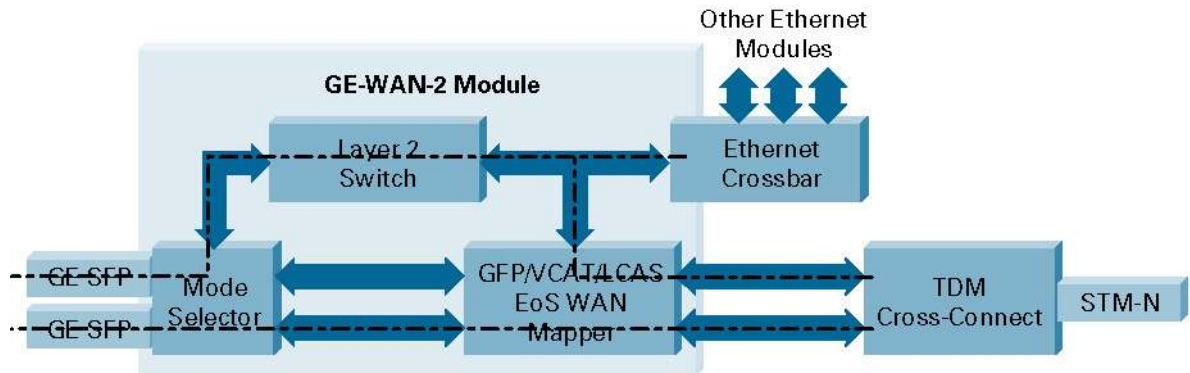 Other Ethernet
Modules
GE-WAN-2 Module
Layer 2
Switch
Ethernet
Crossbar
GE SFP
GE SFP
Mode
Selector
GFP/VCAT/LCAS
EoS WAN
Mapper
TDM
Cross-Connect
STM-N